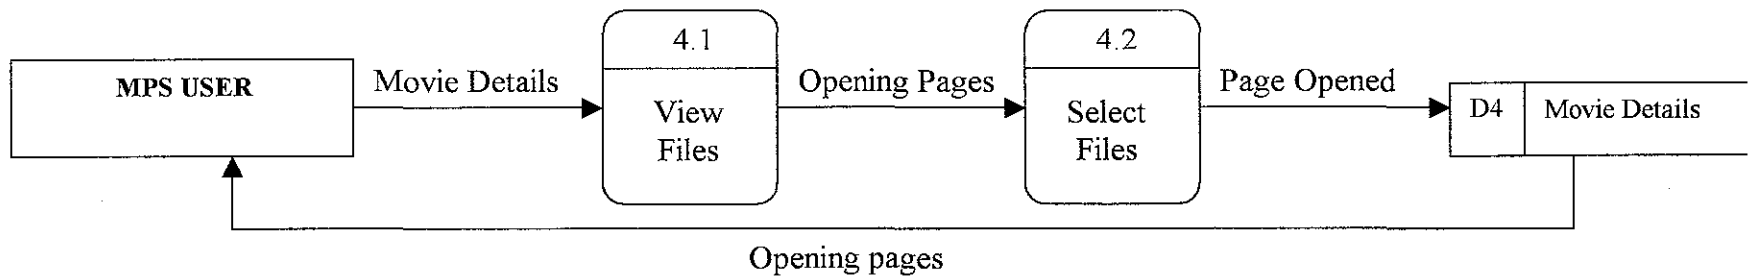 4.1
4.2
MPS USER
Movie Details
Opening Pages
Page Opened
View
Files
Select
Files
D4
Movie Details
Opening pages